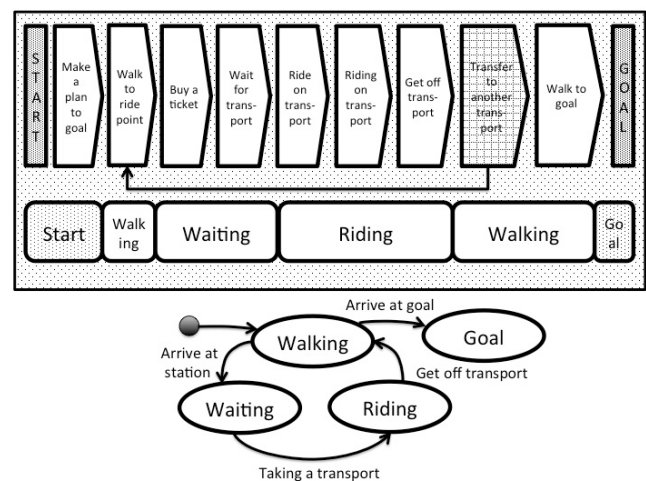 START
Make
a
plan
to
goal
Walk
to
ride
point
Buy a
ticket
Wait
for
trans-
port
Ride
on
trans-
port
Riding
on
trans-
port
Get off
trans-
port
Transfer
to
another
trans-
port
Walk to
goal
GOAL
Start
Walk
ing
Waiting
Riding
Walking
Go
al
Arrive at goal
Walking
Goal
Arrive at
station
Get off transport
Waiting
Riding
Taking a transport